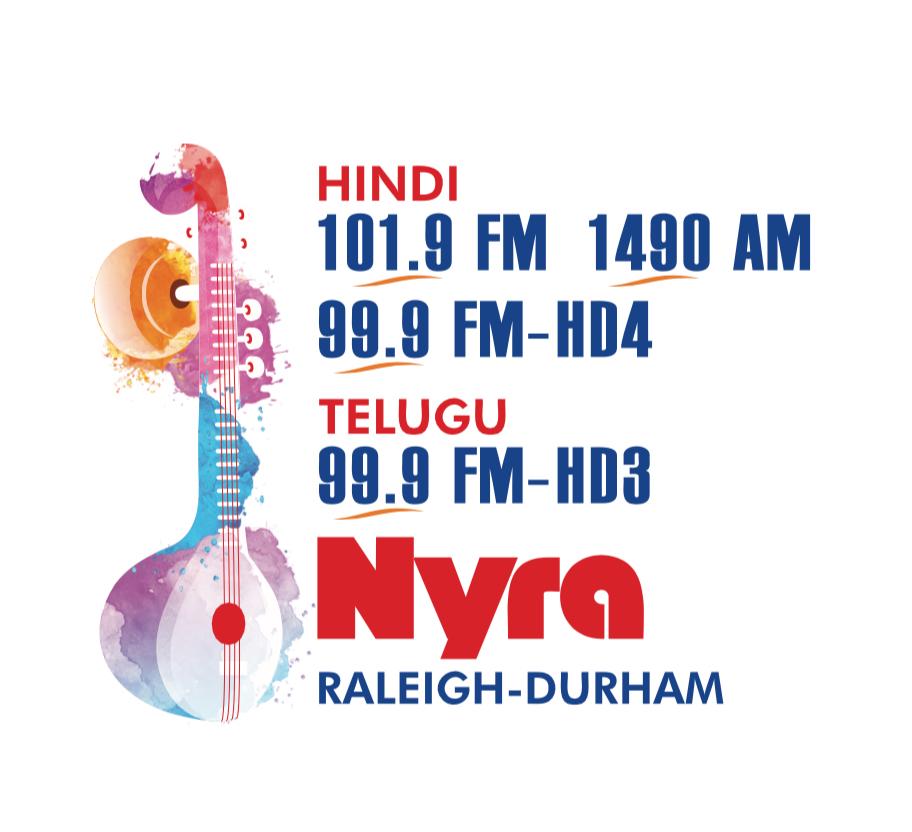 HINDI
101.9 FM 1490 AM
99.9 FM-HD4
TELUGU
99.9 FM-HD3
Nyra
RALEIGH-DURHAM